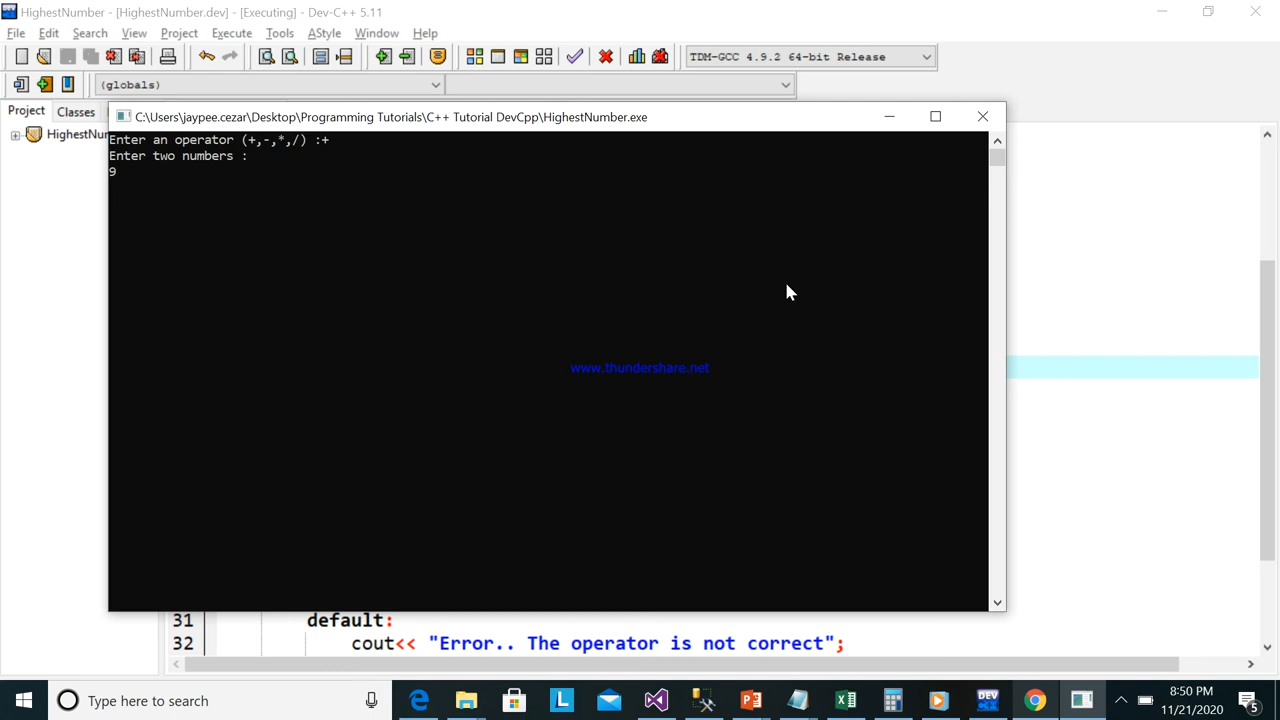 HighestNumber - [HighestNumber.dev] - [Executing] - Dev-C++ 5.11
File Edit Search View Project Execute Tools AStyle Window Help
TDM-GCC 4.9.2 64-bit Release
(globals)
Project Classes
HighestNum
C:\Users\jaypee.cezar\Desktop\Programming Tutorials\C++ Tutorial DevCpp\HighestNumber.exe
Enter an operator (+,-,*,/) :+
Enter two numbers :
9
www.thundershare.net
31 default:
32 cout<< "Error.. The operator is not correct";
Type here to search
8:50 PM
11/21/2020
5